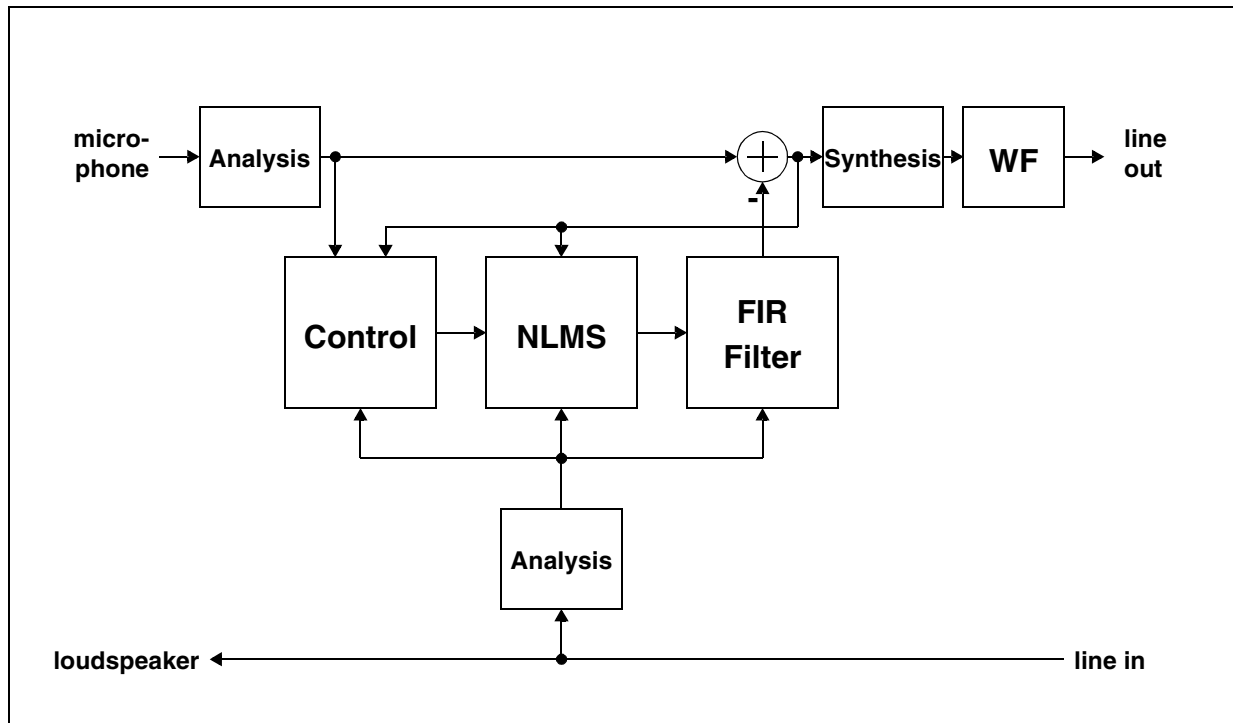 micro-
phone
Analysis
Synthesis
WF
line
out
-
Control
NLMS
FIR
Filter
Analysis
loudspeaker
line in